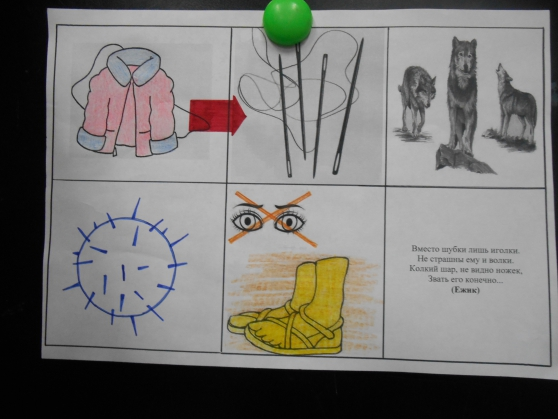 Вместо шубки лишь иголки.
Не страшны ему и волки.
Колкий шар, не видно ножек,
Звать его конечно...
(Ежик)